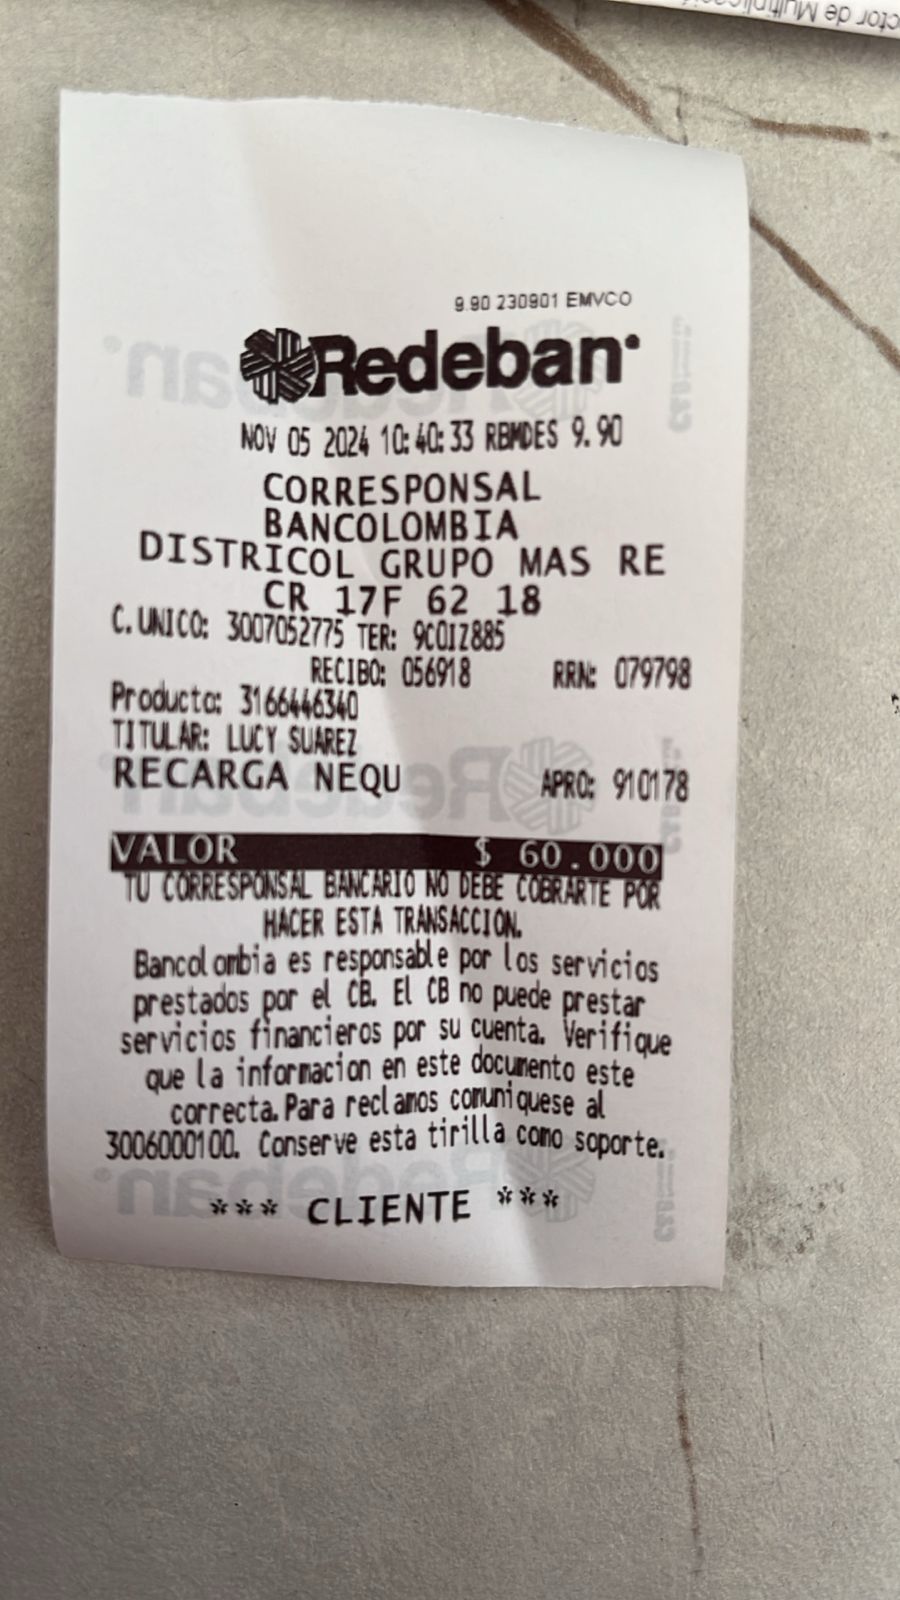 ctor de Multiplicació
9.90 230901 EMVCO
Redeban
NOV 05 2024 10:40:33 RBMDES 9.90
CORRESPONSAL
BANCOLOMBIA
DISTRICOL GRUPO MAS RE
CR 17F 62 18
C. UNICO: 3007052775 TER: 9COIZ885
RECIBO: 056918 RRN: 079798
Producto: 3166446340
TITULAR: LUCY SUAREZ
RECARGA NEQU APRO: 910178
VALOR $ 60.000
TU CORRESPONSAL BANCARIO NO DEBE COBRARTE POR
HACER ESTA TRANSACCION.
Bancolombia es responsable por los servicios
prestados por el CB. El CB no puede prestar
servicios financieros por su cuenta. Verifique
que la informacion en este documento este
correcta. Para reclamos comuniquese al
3006000100. Conserve esta tirilla como soporte.
*** CLIENTE ***